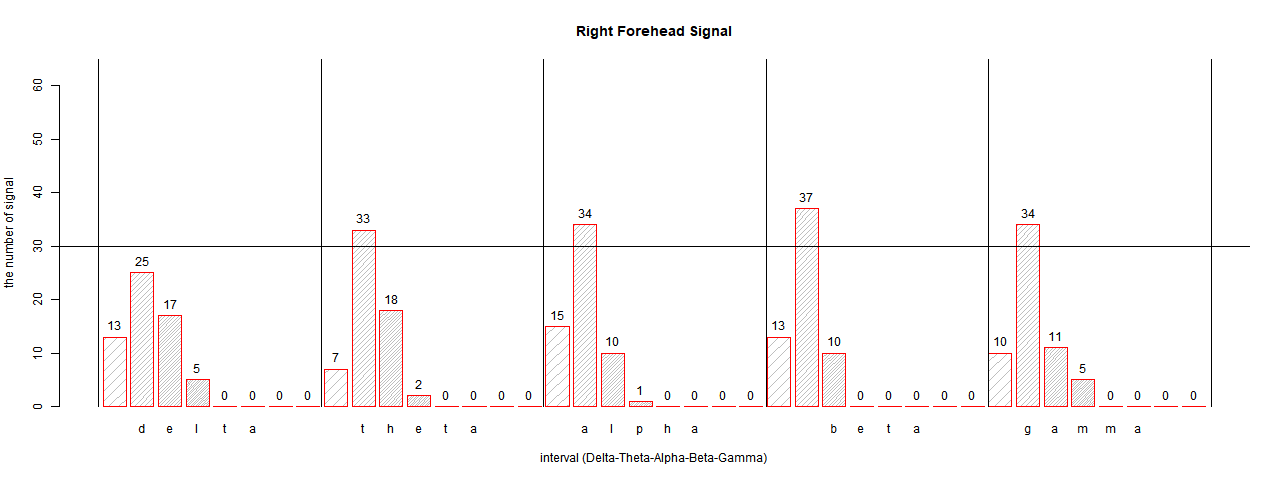 Right Forehead Signal
the number of signal
60
50
40
30
20
10
0
13 25 17 5 0 0 0 0
7 33 18 2 0 0 0 0
15 34 10 1 0 0 0 0
13 37 10 0 0 0 0 0
10 34 11 5 0 0 0 0
d e l t a t h e t a a l p h a b e t a g a m m a
interval (Delta-Theta-Alpha-Beta-Gamma)